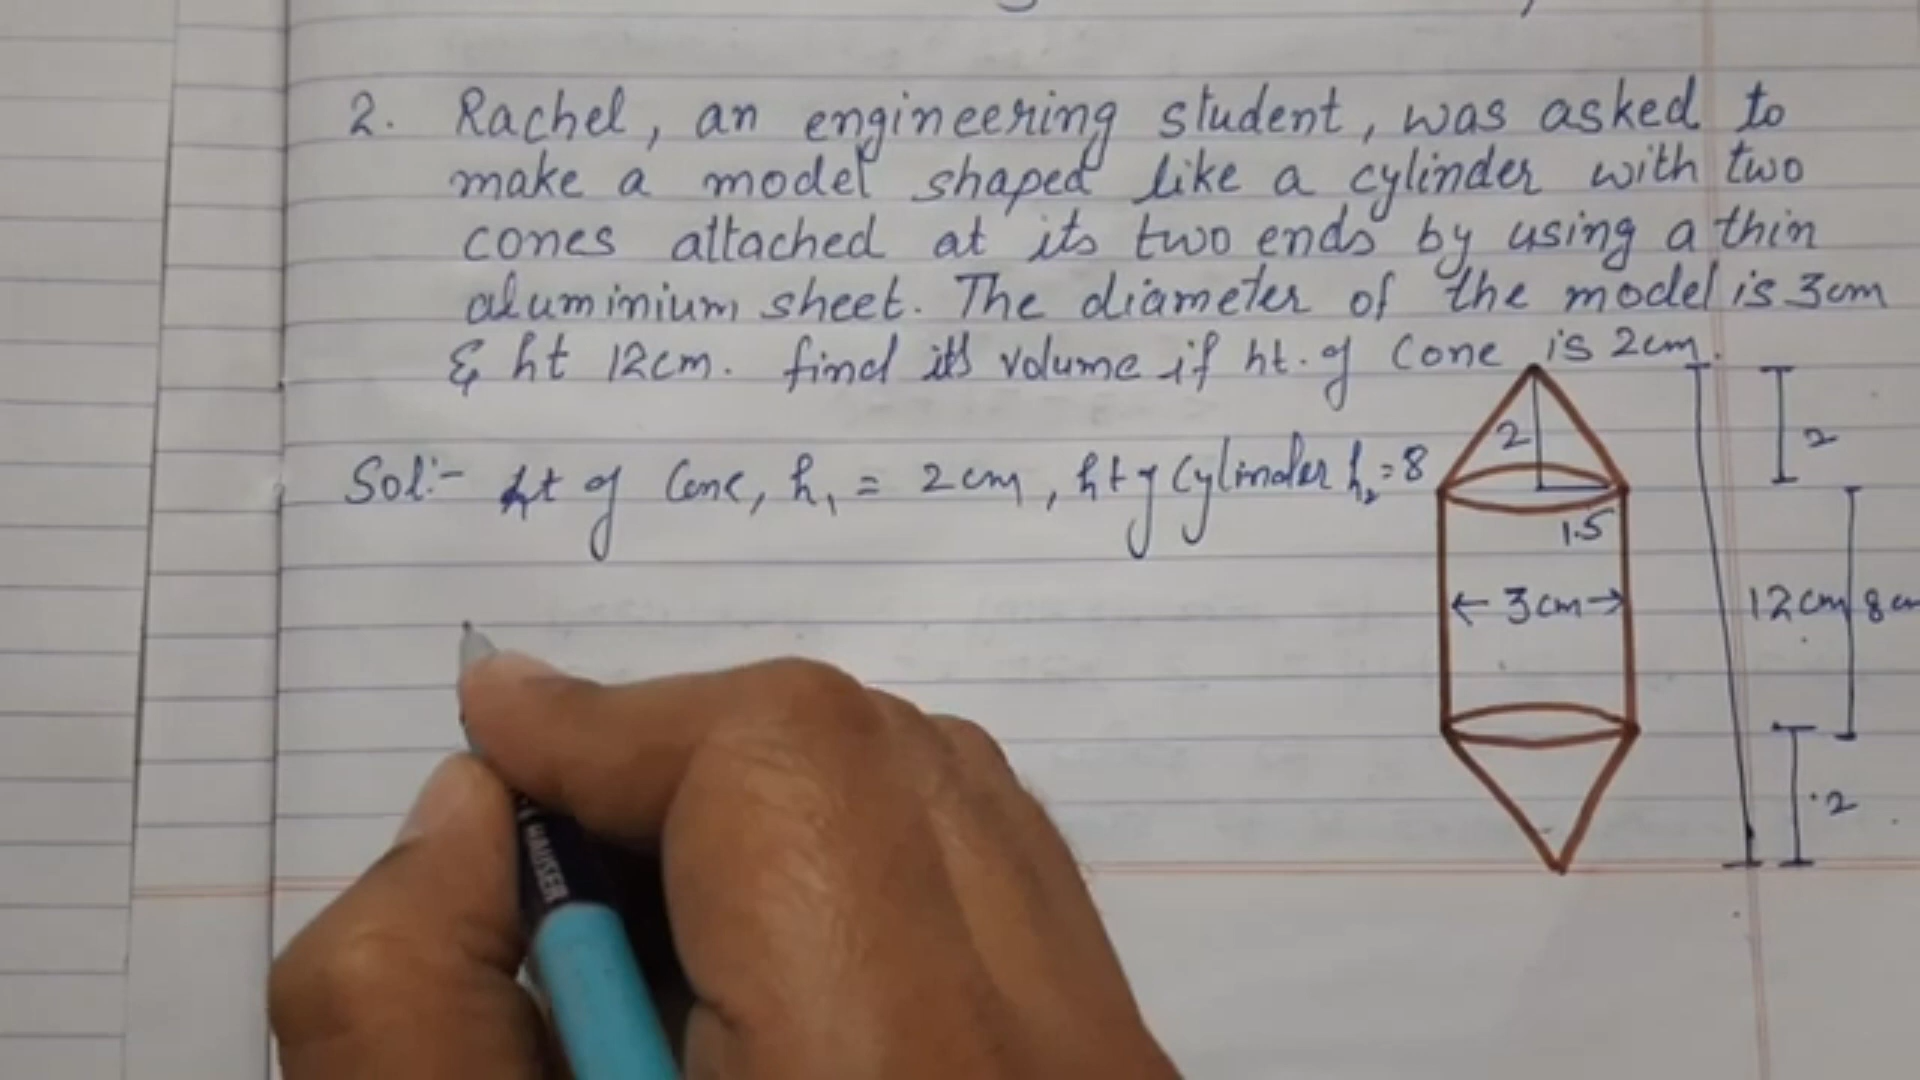 2. Rachel, an engineering student, was asked to
make a model shaped like a cylinder with two
cones attached at its two ends by using a thin
aluminium sheet. The diameter of the model is 3cm
& ht 12cm. find its volume if ht. of Cone is 2cm.
Sol:- ht of Cone, h₁ = 2cm, ht of Cylinder h₂=8
2
1.5
← 3cm →
2
12cm
8cm
2
HAUSER